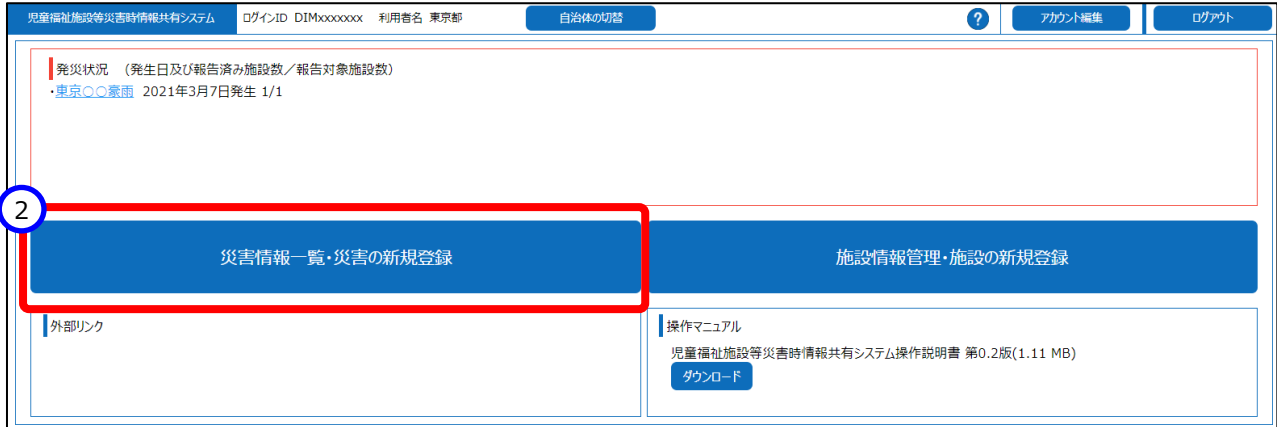 児童福祉施設等災害時情報共有システム ログインID DIMxxxxxxx 利用者名 東京都 自治体の切替 ? アカウント編集 ログアウト
発災状況 (発生日及び報告済み施設数／報告対象施設数)
・東京○○豪雨 2021年3月7日発生 1/1
2
災害情報一覧・災害の新規登録
施設情報管理・施設の新規登録
外部リンク
操作マニュアル
児童福祉施設等災害時情報共有システム操作説明書 第0.2版(1.11 MB)
ダウンロード